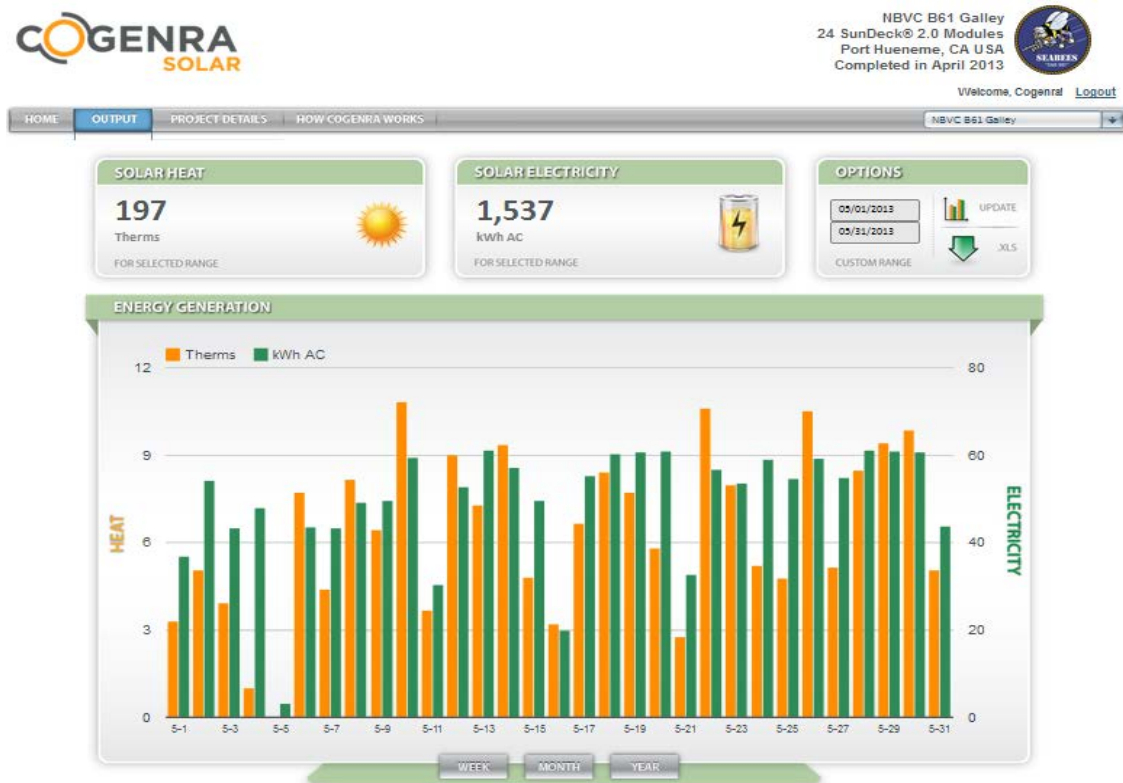 COGENRA
SOLAR
NBVC B61 Galley
24 SunDeck® 2.0 Modules
Port Hueneme, CA USA
Completed in April 2013
SEABEES
"CAN DO"
Welcome, Cogenra! Logout
HOME OUTPUT PROJECT DETAILS HOW COGENRA WORKS NBVC B61 Galley
SOLAR HEAT
197
Therms
FOR SELECTED RANGE
SOLAR ELECTRICITY
1,537
kWh AC
FOR SELECTED RANGE
OPTIONS
05/01/2013
05/31/2013
CUSTOM RANGE
UPDATE
.XLS
ENERGY GENERATION
Therms kWh AC
12 80
9 60
6 40
3 20
0 0
HEAT
ELECTRICITY
5-1 5-3 5-5 5-7 5-9 5-11 5-13 5-15 5-17 5-19 5-21 5-23 5-25 5-27 5-29 5-31
WEEK MONTH YEAR